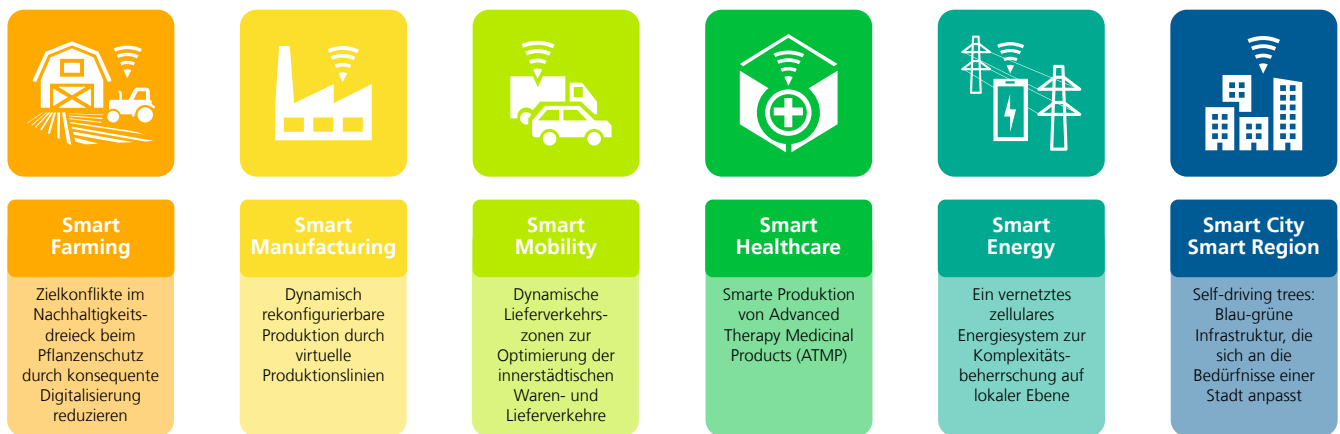 Smart
Farming
Zielkonflikte im
Nachhaltigkeits-
dreieck beim
Pflanzenschutz
durch konsequente
Digitalisierung
reduzieren
Smart
Manufacturing
Dynamisch
rekonfigurierbare
Produktion durch
virtuelle
Produktionslinien
Smart
Mobility
Dynamische
Lieferverkehrs-
zonen zur
Optimierung der
innerstädtischen
Waren- und
Lieferverkehre
Smart
Healthcare
Smarte Produktion
von Advanced
Therapy Medicinal
Products (ATMP)
Smart
Energy
Ein vernetztes
zellulares
Energiesystem zur
Komplexitäts-
beherrschung auf
lokaler Ebene
Smart City
Smart Region
Self-driving trees:
Blau-grüne
Infrastruktur, die
sich an die
Bedürfnisse einer
Stadt anpasst